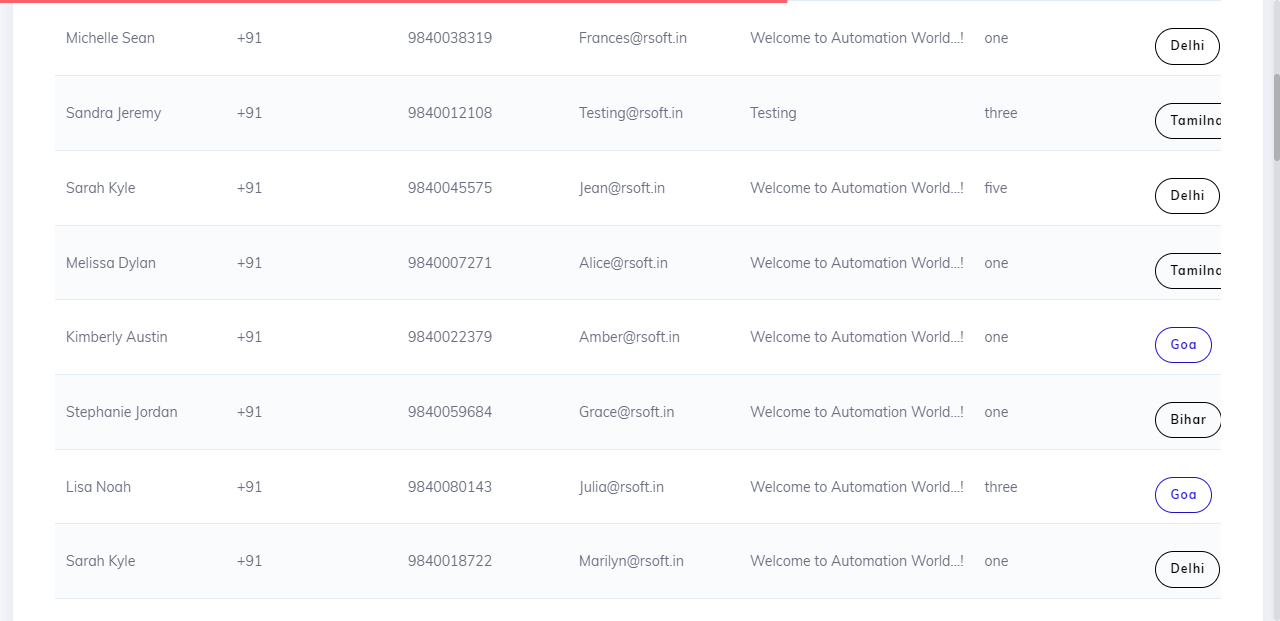 Michelle Sean +91 9840038319 Frances@rsoft.in Welcome to Automation World...! one Delhi
Sandra Jeremy +91 9840012108 Testing@rsoft.in Testing three Tamilna
Sarah Kyle +91 9840045575 Jean@rsoft.in Welcome to Automation World...! five Delhi
Melissa Dylan +91 9840007271 Alice@rsoft.in Welcome to Automation World...! one Tamilna
Kimberly Austin +91 9840022379 Amber@rsoft.in Welcome to Automation World...! one Goa
Stephanie Jordan +91 9840059684 Grace@rsoft.in Welcome to Automation World...! one Bihar
Lisa Noah +91 9840080143 Julia@rsoft.in Welcome to Automation World...! three Goa
Sarah Kyle +91 9840018722 Marilyn@rsoft.in Welcome to Automation World...! one Delhi